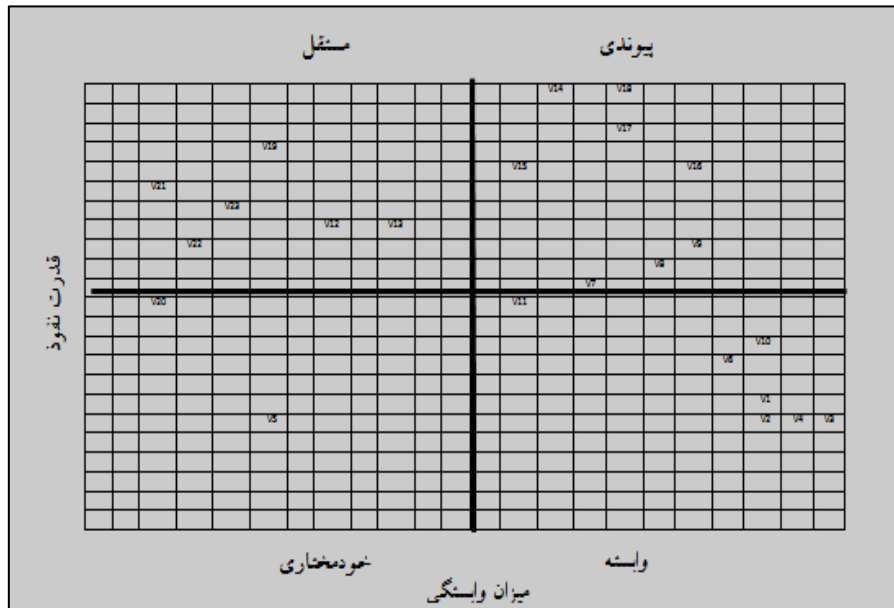 پیوندی مستقل
V14 V18
V17
V19
V15 V16
V21
V23
V12 V13
V22 V9
V8
قدرت نفوذ
V7
V20 V11
V10
V6
V1
V5 V2 V4 V3
خودمختاری وابسته
میزان وابستگی